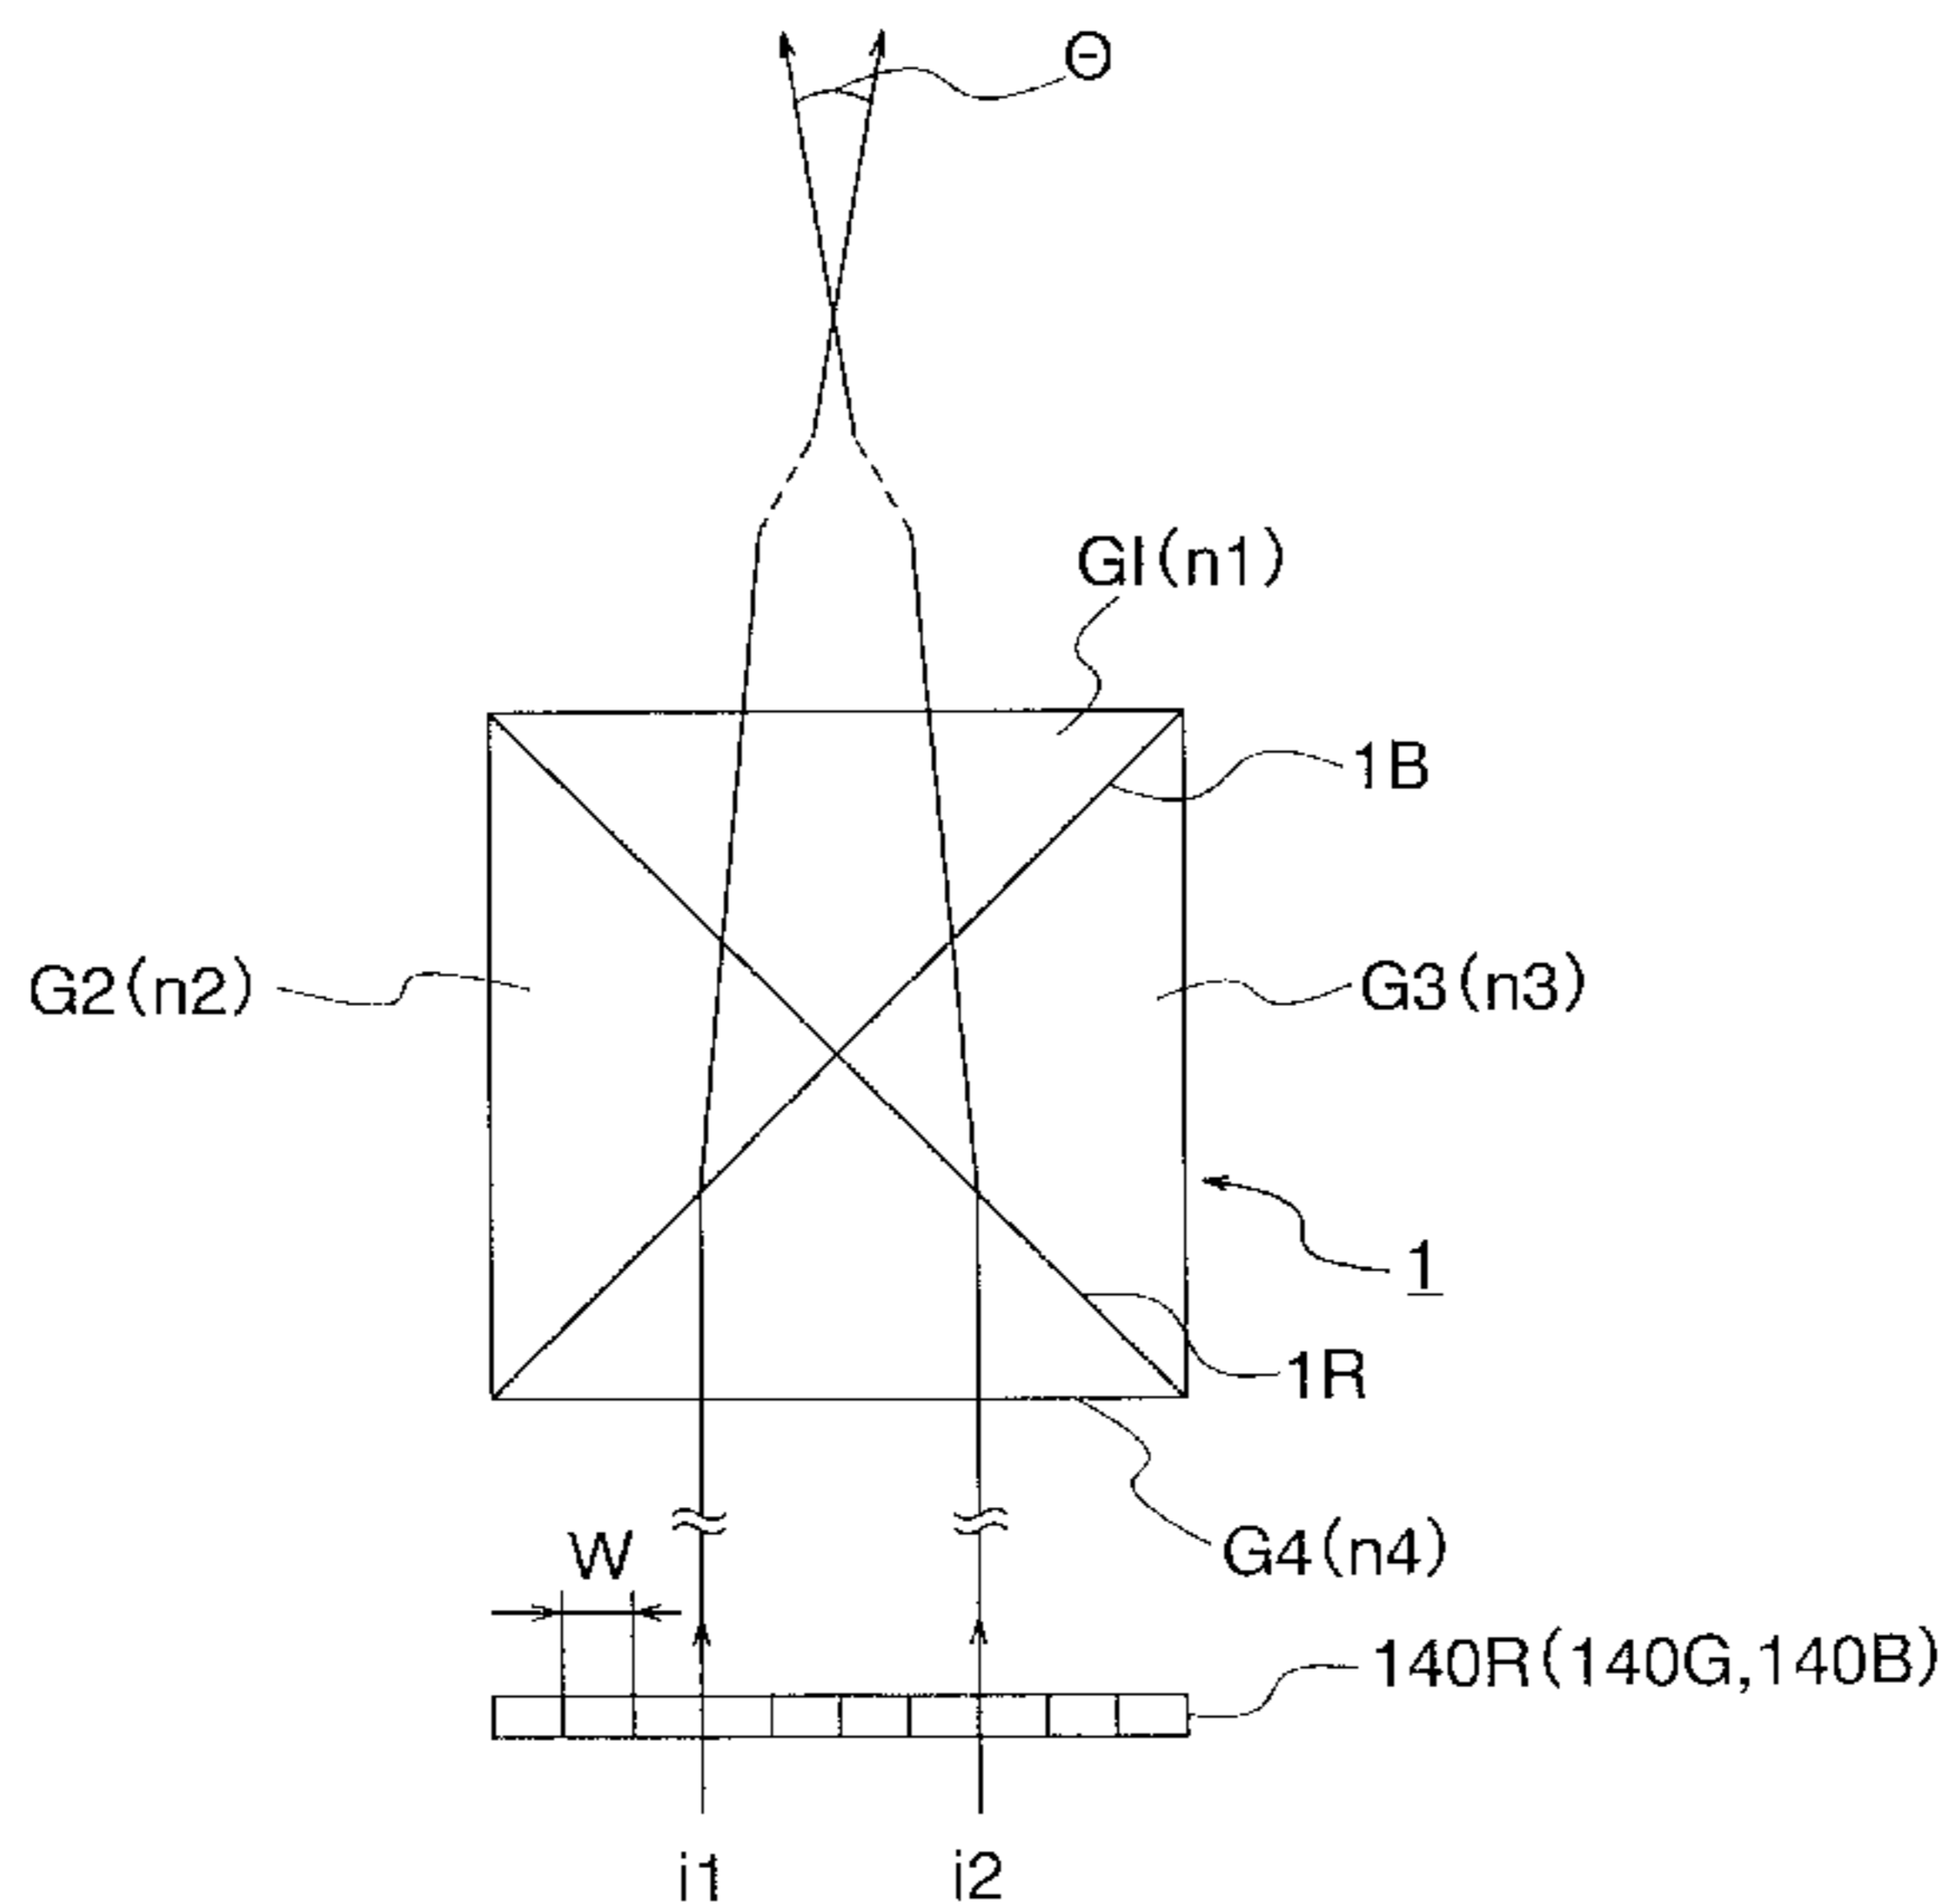 Θ
GI(n1)
1B
G2(n2)
G3(n3)
1
1R
W
G4(n4)
140R(140G,140B)
i1
i2